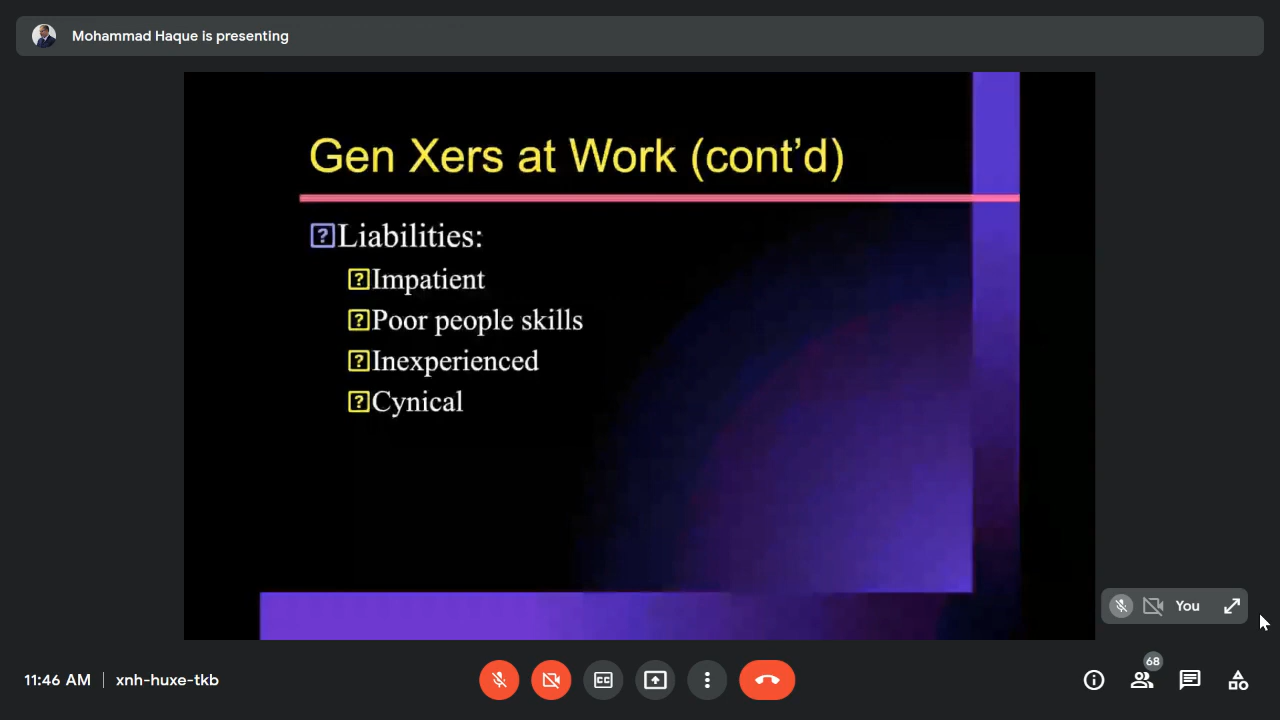 Mohammad Haque is presenting
Gen Xers at Work (cont’d)
?Liabilities:
?Impatient
?Poor people skills
?Inexperienced
?Cynical
You
68
11:46 AM | xnh-huxe-tkb
CC